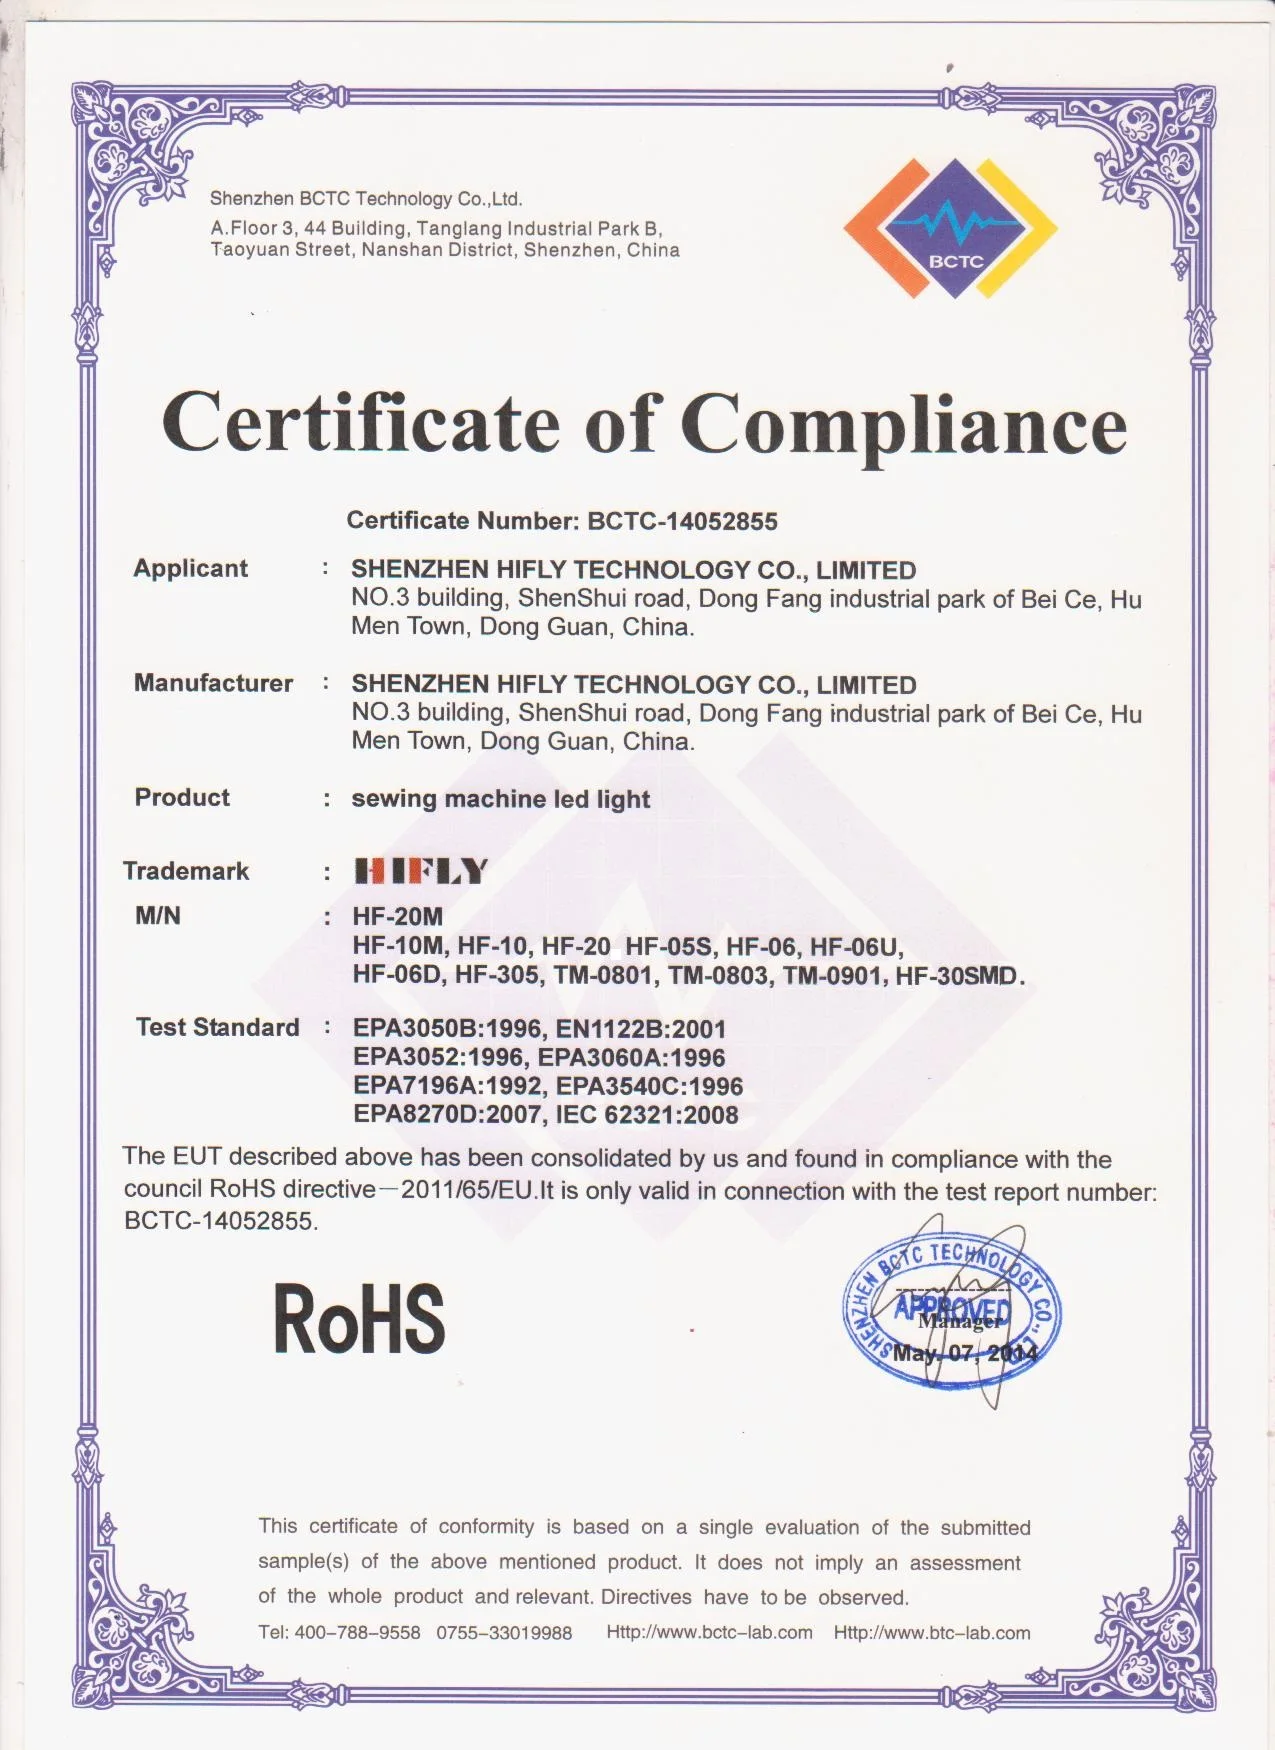 Shenzhen BCTC Technology Co.,Ltd.
A.Floor 3, 44 Building, Tanglang Industrial Park B,
Taoyuan Street, Nanshan District, Shenzhen, China
BCTC
Certificate of Compliance
Certificate Number: BCTC-14052855
Applicant : SHENZHEN HIFLY TECHNOLOGY CO., LIMITED
NO.3 building, ShenShui road, Dong Fang industrial park of Bei Ce, Hu
Men Town, Dong Guan, China.
Manufacturer : SHENZHEN HIFLY TECHNOLOGY CO., LIMITED
NO.3 building, ShenShui road, Dong Fang industrial park of Bei Ce, Hu
Men Town, Dong Guan, China.
Product : sewing machine led light
Trademark : HIFLY
M/N : HF-20M
HF-10M, HF-10, HF-20 HF-05S, HF-06, HF-06U,
HF-06D, HF-305, TM-0801, TM-0803, TM-0901, HF-30SMD.
Test Standard : EPA3050B:1996, EN1122B:2001
EPA3052:1996, EPA3060A:1996
EPA7196A:1992, EPA3540C:1996
EPA8270D:2007, IEC 62321:2008
The EUT described above has been consolidated by us and found in compliance with the
council RoHS directive—2011/65/EU.It is only valid in connection with the test report number:
BCTC-14052855.
RoHS
SHENZHEN BCTC TECHNOLOGY CO., LTD
APPROVED
Manager
May. 07, 2014
This certificate of conformity is based on a single evaluation of the submitted
sample(s) of the above mentioned product. It does not imply an assessment
of the whole product and relevant. Directives have to be observed.
Tel: 400-788-9558 0755-33019988 Http://www.bctc-lab.com Http://www.btc-lab.com